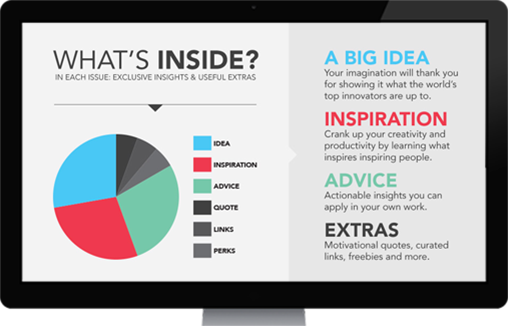 WHAT'S INSIDE?
IN EACH ISSUE: EXCLUSIVE INSIGHTS & USEFUL EXTRAS
IDEA
INSPIRATION
ADVICE
QUOTE
LINKS
PERKS
A BIG IDEA
Your imagination will thank you
for showing it what the world's
top innovators are up to.
INSPIRATION
Crank up your creativity and
productivity by learning what
inspires inspiring people.
ADVICE
Actionable insights you can
apply in your own work.
EXTRAS
Motivational quotes, curated
links, freebies and more.